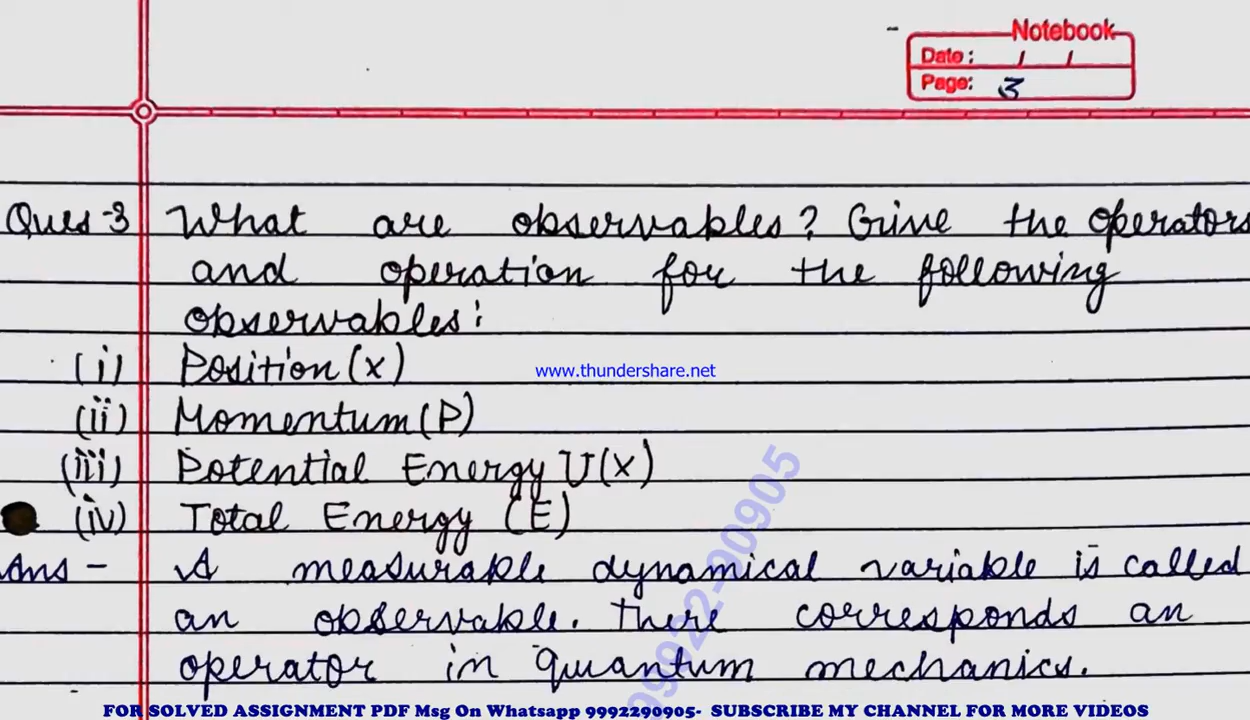 Notebook
Date: / /
Page: 3
Ques-3 What are observables? Give the operators
and operation for the following
observables:
(i) Position (x)
(ii) Momentum (P)
(iii) Potential Energy U(x)
(iv) Total Energy (E)
Ans - A measurable dynamical variable is called
an observable. There corresponds an
operator in quantum mechanics.
www.thundershare.net
99922-90905
FOR SOLVED ASSIGNMENT PDF Msg On Whatsapp 9992290905- SUBSCRIBE MY CHANNEL FOR MORE VIDEOS